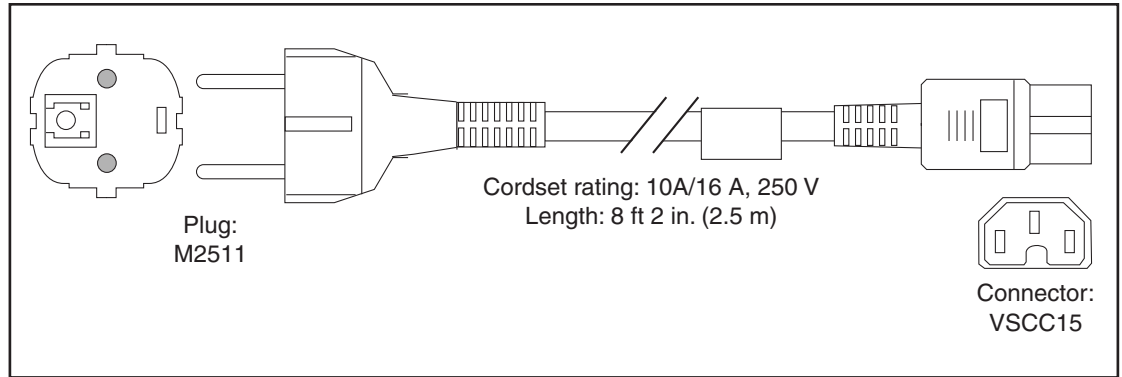 Cordset rating: 10A/16 A, 250 V
Length: 8 ft 2 in. (2.5 m)
Plug:
M2511
Connector:
VSCC15